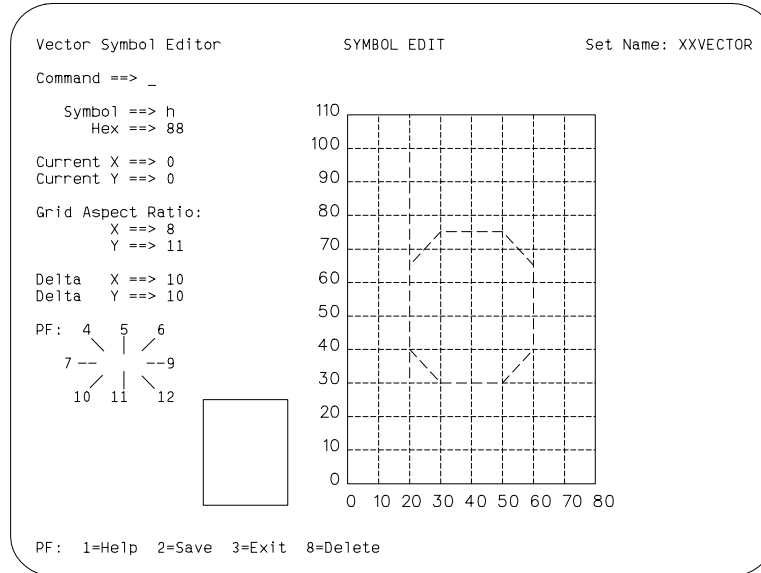 Vector Symbol Editor SYMBOL EDIT Set Name: XXVECTOR
Command ==> _
Symbol ==> h
Hex ==> 88
Current X ==> 0
Current Y ==> 0
Grid Aspect Ratio:
X ==> 8
Y ==> 11
Delta X ==> 10
Delta Y ==> 10
PF: 4 5 6
7 -- --9
10 11 12
110
100
90
80
70
60
50
40
30
20
10
0
0 10 20 30 40 50 60 70 80
PF: 1=Help 2=Save 3=Exit 8=Delete